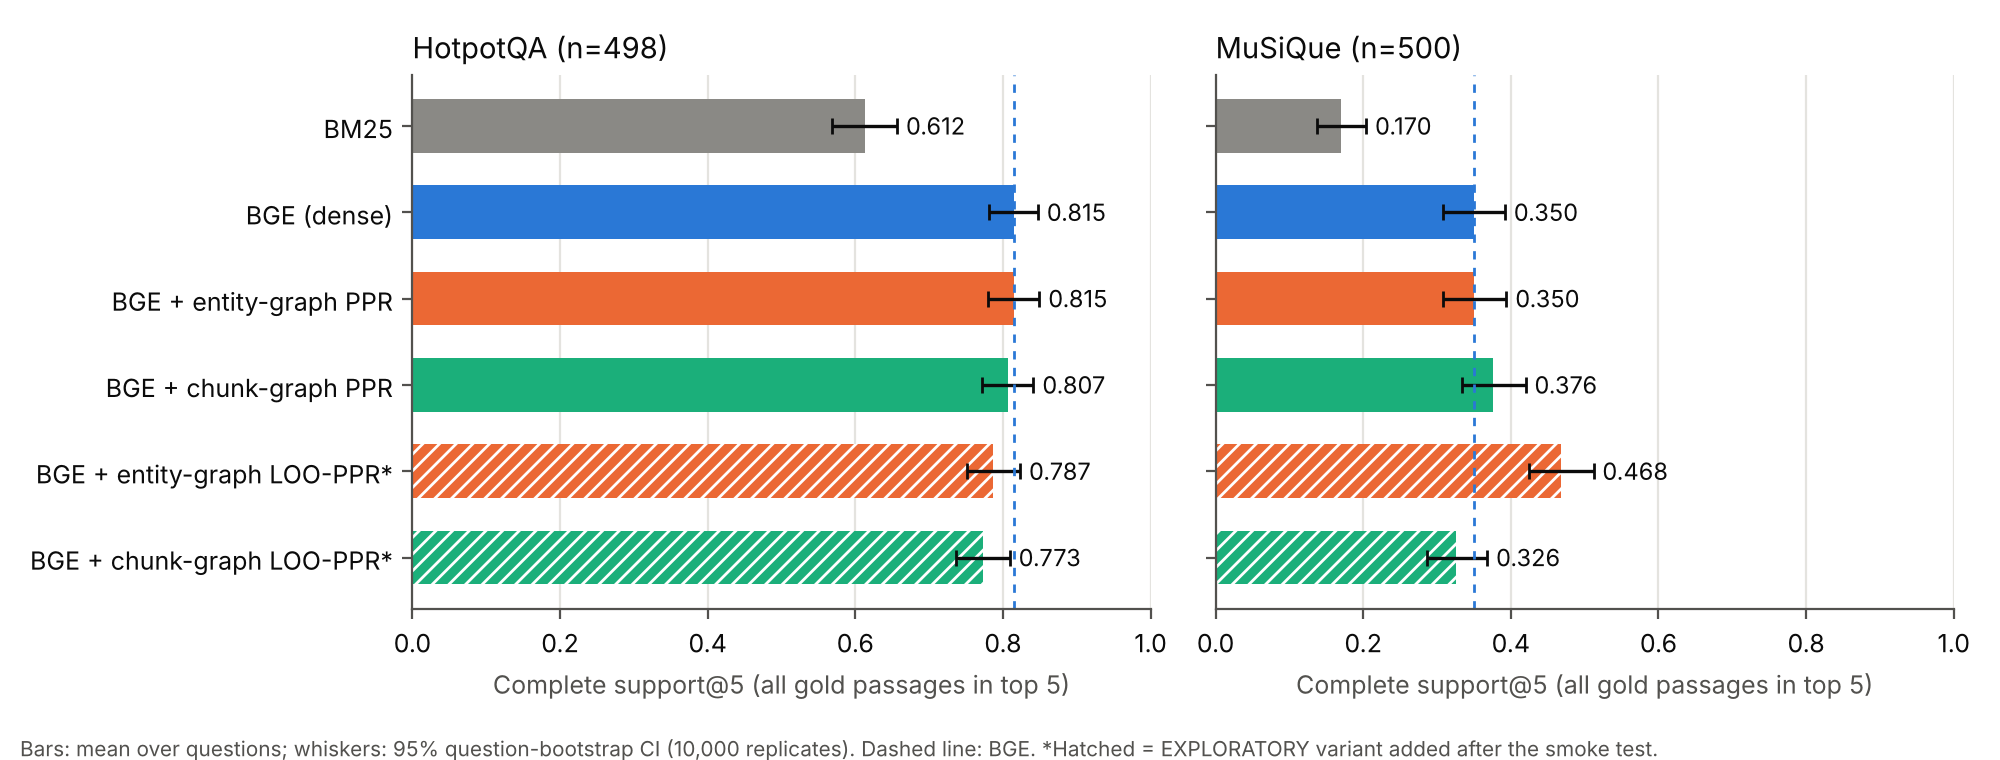 HotpotQA (n=498)
BM25
0.612
BGE (dense)
0.815
BGE + entity-graph PPR
0.815
BGE + chunk-graph PPR
0.807
BGE + entity-graph LOO-PPR*
0.787
BGE + chunk-graph LOO-PPR*
0.773
0.0 0.2 0.4 0.6 0.8 1.0
Complete support@5 (all gold passages in top 5)
MuSiQue (n=500)
0.170
0.350
0.350
0.376
0.468
0.326
0.0 0.2 0.4 0.6 0.8 1.0
Complete support@5 (all gold passages in top 5)
Bars: mean over questions; whiskers: 95% question-bootstrap CI (10,000 replicates). Dashed line: BGE. *Hatched = EXPLORATORY variant added after the smoke test.